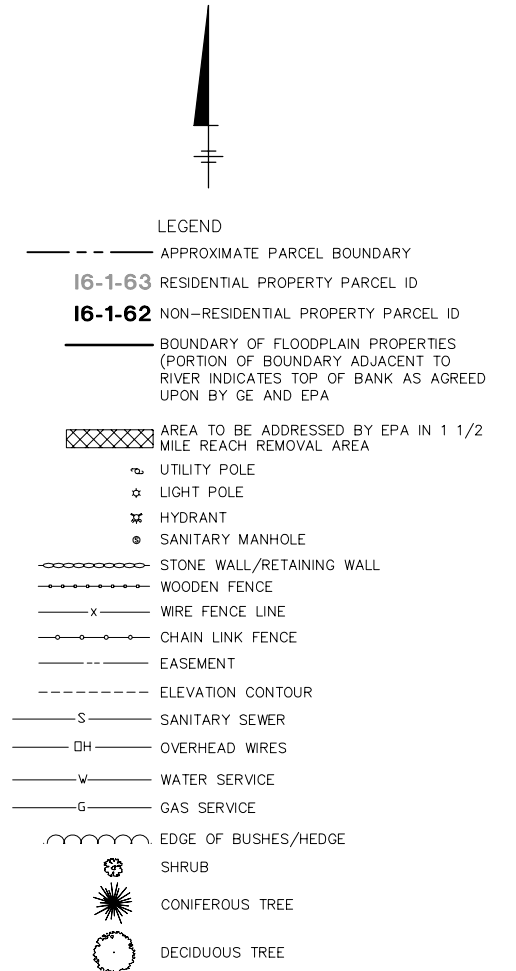 LEGEND
APPROXIMATE PARCEL BOUNDARY
I6-1-63 RESIDENTIAL PROPERTY PARCEL ID
I6-1-62 NON-RESIDENTIAL PROPERTY PARCEL ID
BOUNDARY OF FLOODPLAIN PROPERTIES
(PORTION OF BOUNDARY ADJACENT TO
RIVER INDICATES TOP OF BANK AS AGREED
UPON BY GE AND EPA
AREA TO BE ADDRESSED BY EPA IN 1 1/2
MILE REACH REMOVAL AREA
UTILITY POLE
LIGHT POLE
HYDRANT
S SANITARY MANHOLE
STONE WALL/RETAINING WALL
WOODEN FENCE
x WIRE FENCE LINE
CHAIN LINK FENCE
EASEMENT
ELEVATION CONTOUR
S SANITARY SEWER
OH OVERHEAD WIRES
W WATER SERVICE
G GAS SERVICE
EDGE OF BUSHES/HEDGE
SHRUB
CONIFEROUS TREE
DECIDUOUS TREE